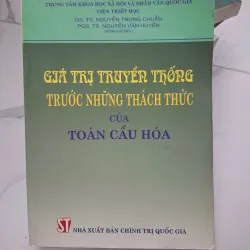 TRUNG TÂM KHOA HỌC XÃ HỘI VÀ NHÂN VĂN QUỐC GIA
VIỆN TRIẾT HỌC
GS. TS. NGUYỄN TRỌNG CHUẨN
PGS. TS. NGUYỄN VĂN HUYÊN
GIÁ TRỊ TRUYỀN THỐNG
TRƯỚC NHỮNG THÁCH THỨC
CỦA
TOÀN CẦU HÓA
ST
NHÀ XUẤT BẢN CHÍNH TRỊ QUỐC GIA